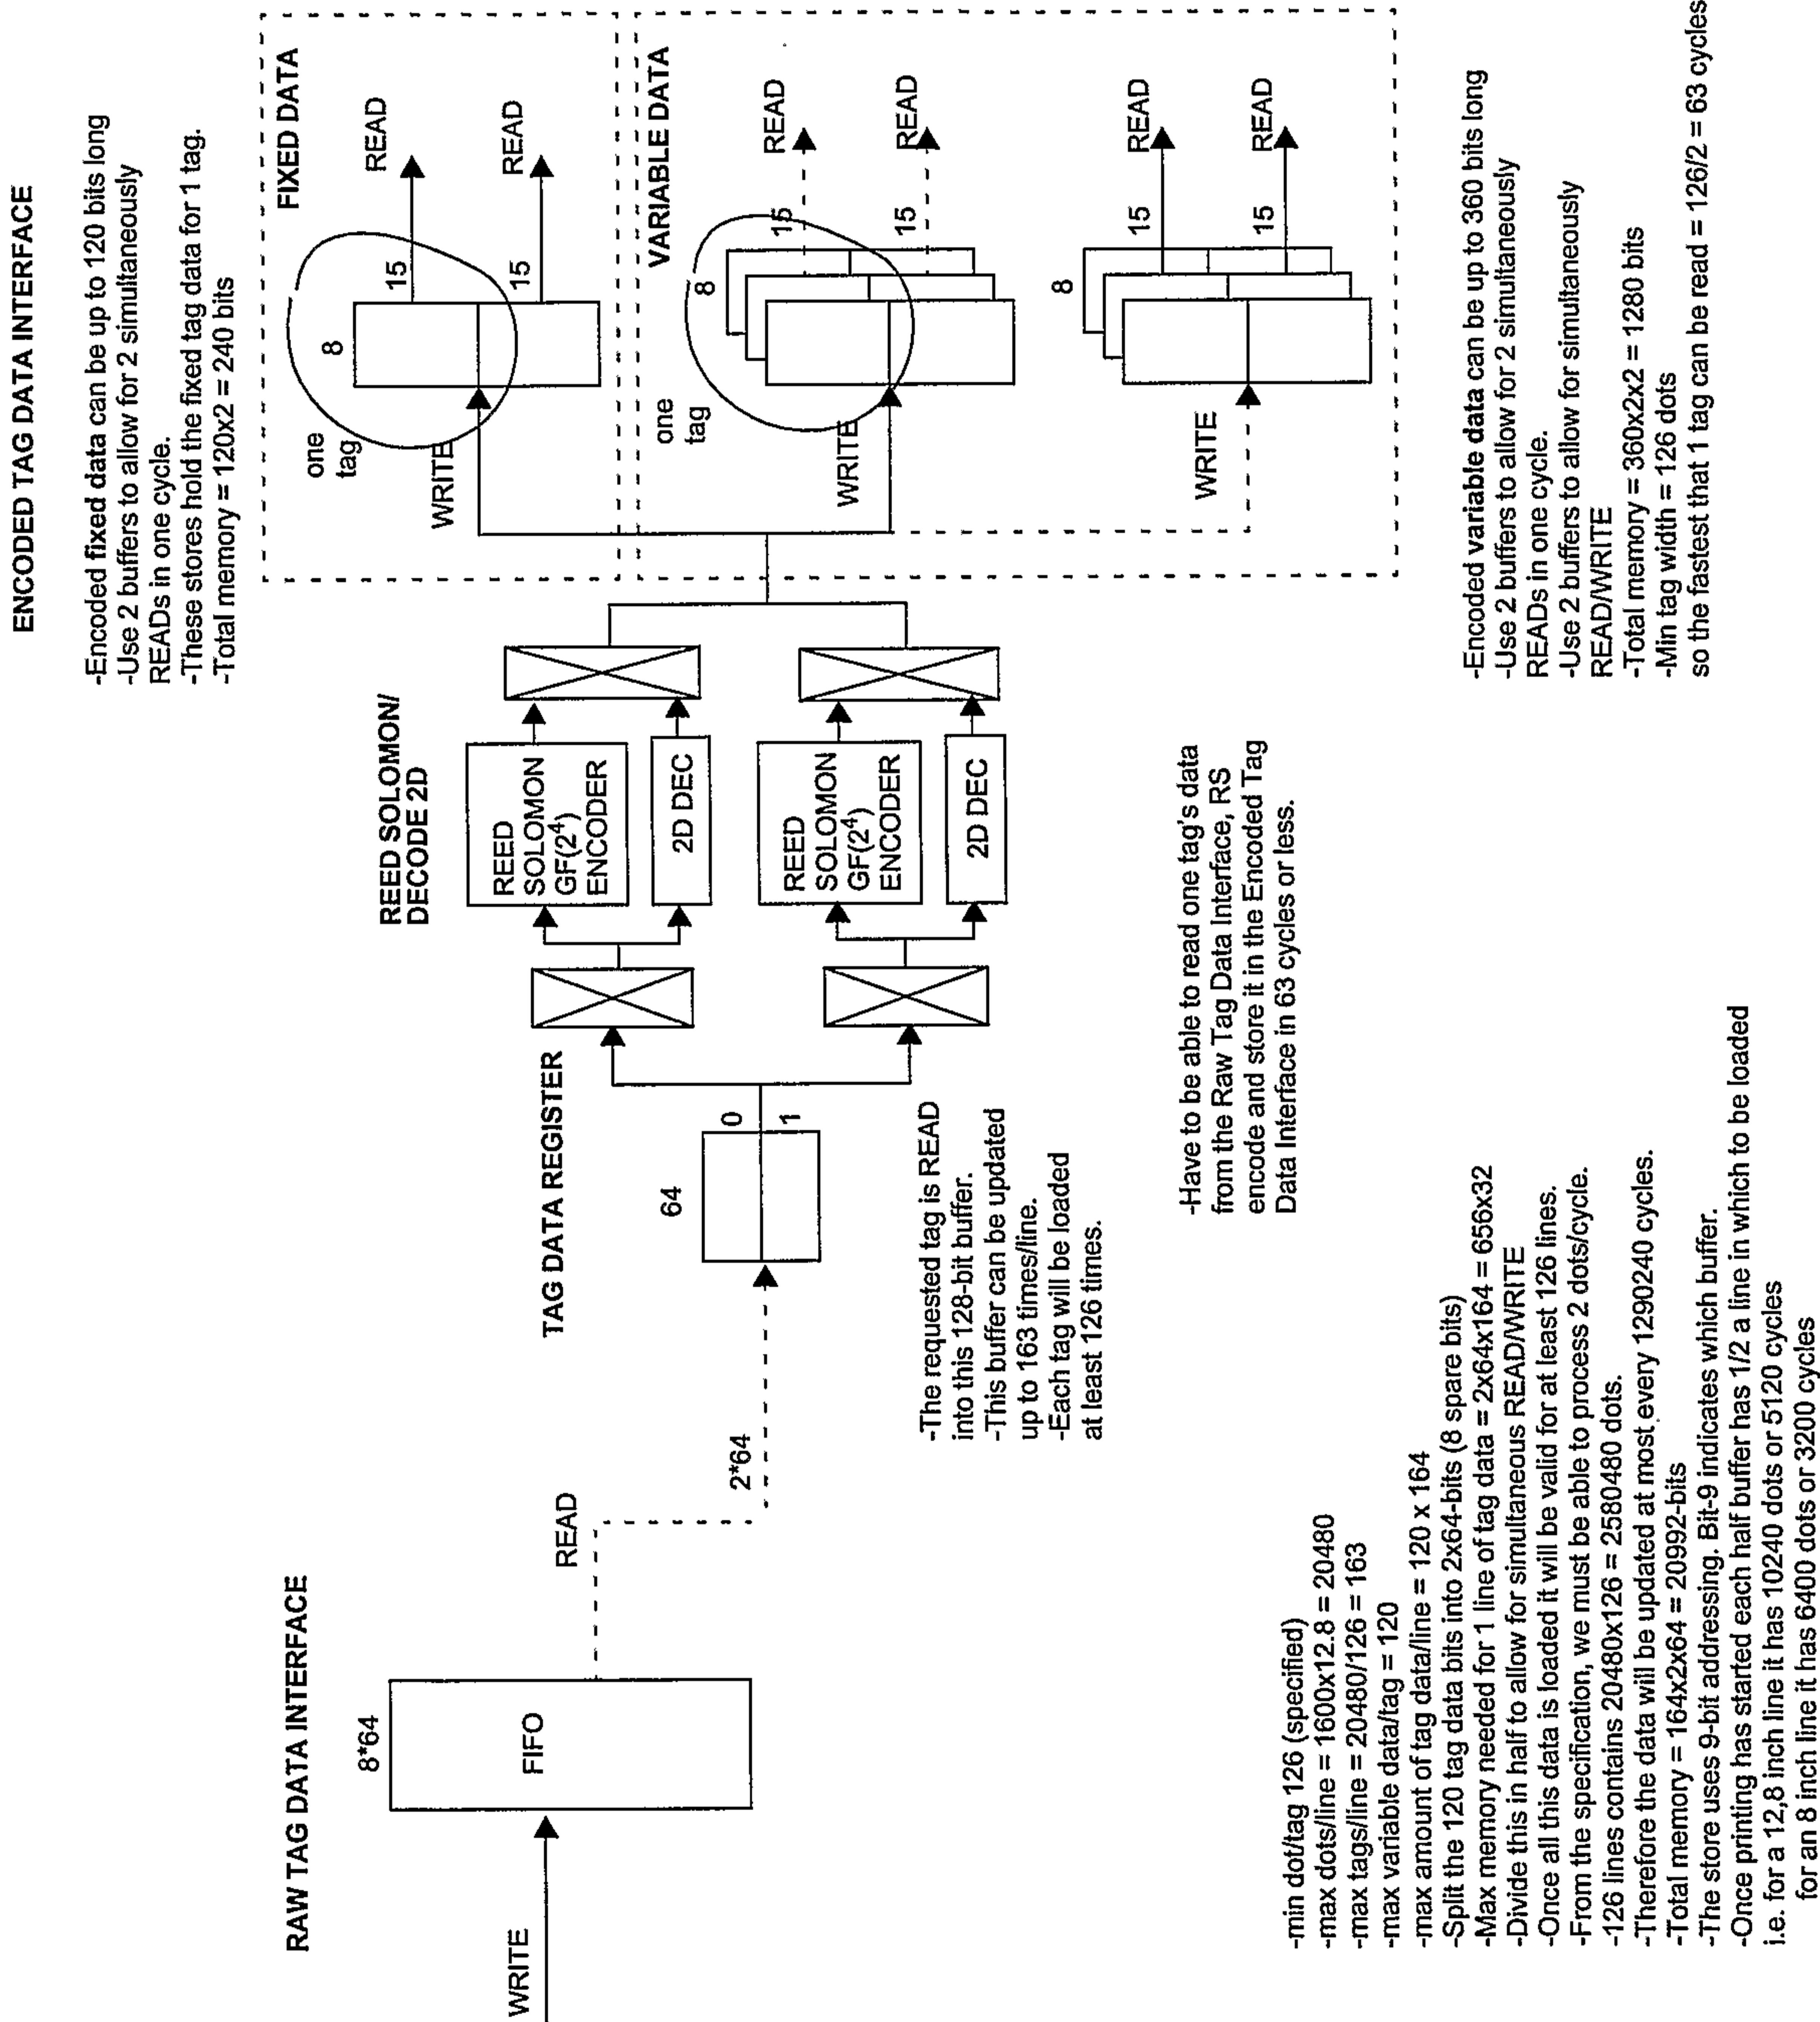 ENCODED TAG DATA INTERFACE
-Encoded fixed data can be up to 120 bits long
-Use 2 buffers to allow for 2 simultaneously
READs in one cycle.
-These stores hold the fixed tag data for 1 tag.
-Total memory = 120x2 = 240 bits
FIXED DATA
one
tag
8
15
READ
15
READ
WRITE
VARIABLE DATA
one
tag
8
15
READ
15
READ
WRITE
8
15
READ
15
READ
WRITE
-Encoded variable data can be up to 360 bits long
-Use 2 buffers to allow for 2 simultaneously
READs in one cycle.
-Use 2 buffers to allow for simultaneously
READ/WRITE
-Total memory = 360x2x2 = 1280 bits
-Min tag width = 126 dots
so the fastest that 1 tag can be read = 126/2 = 63 cycles
REED SOLOMON/
DECODE 2D
REED
SOLOMON
GF(2⁴)
ENCODER
2D DEC
REED
SOLOMON
GF(2⁴)
ENCODER
2D DEC
-Have to be able to read one tag's data
from the Raw Tag Data Interface, RS
encode and store it in the Encoded Tag
Data Interface in 63 cycles or less.
TAG DATA REGISTER
64
0
1
2*64
-The requested tag is READ
into this 128-bit buffer.
-This buffer can be updated
up to 163 times/line.
-Each tag will be loaded
at least 126 times.
RAW TAG DATA INTERFACE
8*64
FIFO
WRITE
READ
-min dot/tag 126 (specified)
-max dots/line = 1600x12.8 = 20480
-max tags/line = 20480/126 = 163
-max variable data/tag = 120
-max amount of tag data/line = 120 x 164
-Split the 120 tag data bits into 2x64-bits (8 spare bits)
-Max memory needed for 1 line of tag data = 2x64x164 = 656x32
-Divide this in half to allow for simultaneous READ/WRITE
-Once all this data is loaded it will be valid for at least 126 lines.
-From the specification, we must be able to process 2 dots/cycle.
-126 lines contains 20480x126 = 2580480 dots.
-Therefore the data will be updated at most every 1290240 cycles.
-Total memory = 164x2x64 = 20992-bits
-The store uses 9-bit addressing. Bit-9 indicates which buffer.
-Once printing has started each half buffer has 1/2 a line in which to be loaded
i.e. for a 12,8 inch line it has 10240 dots or 5120 cycles
for an 8 inch line it has 6400 dots or 3200 cycles